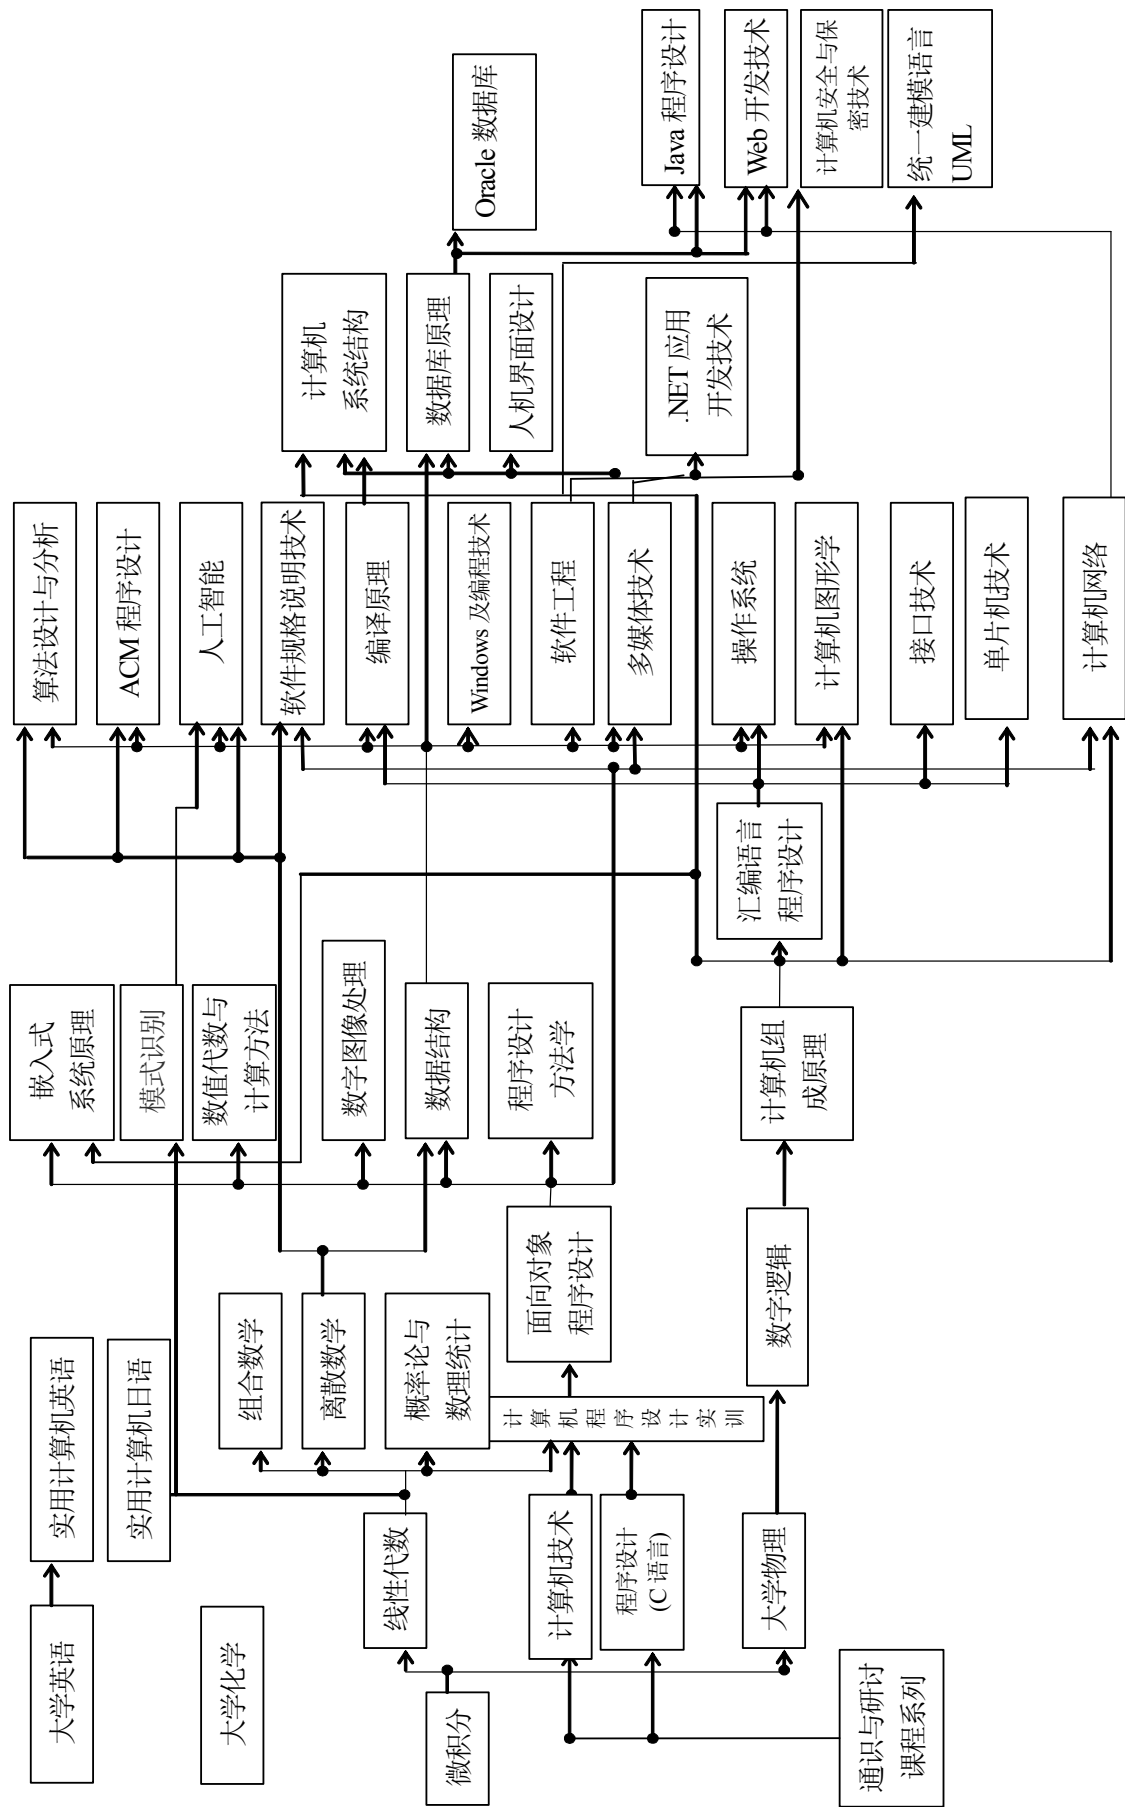 大学英语
大学化学
微积分
通识与研讨
课程系列
实用计算机英语
实用计算机日语
线性代数
计算机技术
程序设计
(C 语言)
大学物理
组合数学
离散数学
概率论与
数理统计
计算机程序设计实训
面向对象
程序设计
数字逻辑
嵌入式
系统原理
模式识别
数值代数与
计算方法
数字图像处理
数据结构
程序设计
方法学
计算机组
成原理
汇编语言
程序设计
算法设计与分析
ACM 程序设计
人工智能
软件规格说明技术
编译原理
Windows 及编程技术
软件工程
多媒体技术
操作系统
计算机图形学
接口技术
单片机技术
计算机网络
计算机
系统结构
数据库原理
人机界面设计
.NET 应用
开发技术
Oracle 数据库
Java 程序设计
Web 开发技术
计算机安全与保
密技术
统一建模语言
UML